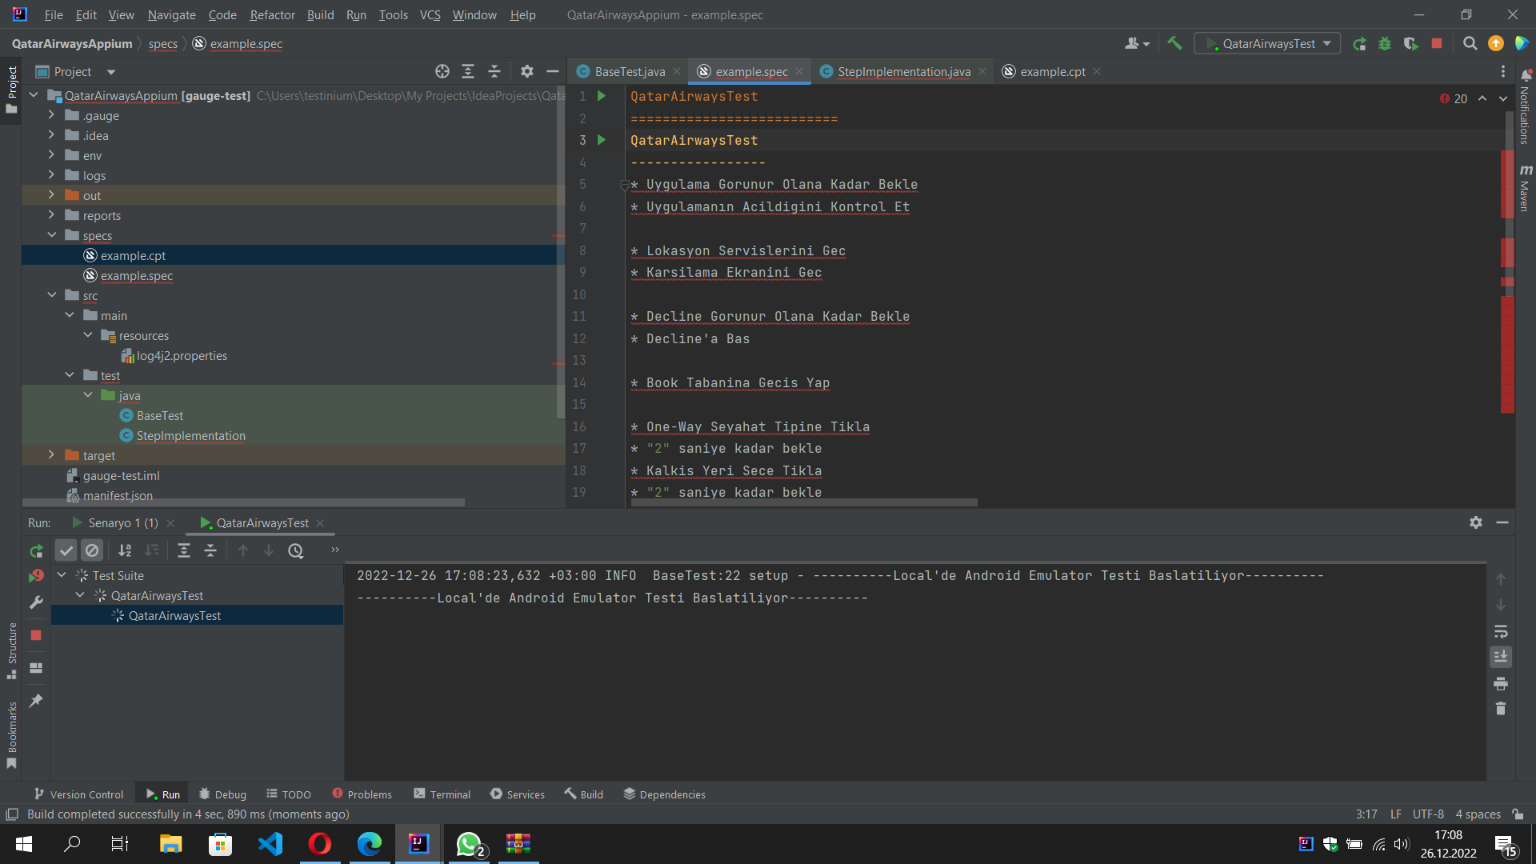 File Edit View Navigate Code Refactor Build Run Tools VCS Window Help QatarAirwaysAppium - example.spec
QatarAirwaysAppium specs example.spec QatarAirwaysTest
Project
BaseTest.java example.spec StepImplementation.java example.cpt
QatarAirwaysAppium [gauge-test] C:\Users\testinium\Desktop\My Projects\IdeaProjects\Qata
.gauge
.idea
env
logs
out
reports
specs
example.cpt
example.spec
src
main
resources
log4j2.properties
test
java
BaseTest
StepImplementation
target
gauge-test.iml
manifest.json
1 QatarAirwaysTest
2 ==========================
3 QatarAirwaysTest
4 -----------------
5 * Uygulama Gorunur Olana Kadar Bekle
6 * Uygulamanın Acildigini Kontrol Et
7
8 * Lokasyon Servislerini Gec
9 * Karsilama Ekranini Gec
10
11 * Decline Gorunur Olana Kadar Bekle
12 * Decline'a Bas
13
14 * Book Tabanina Gecis Yap
15
16 * One-Way Seyahat Tipine Tikla
17 * "2" saniye kadar bekle
18 * Kalkis Yeri Sece Tikla
19 * "2" saniye kadar bekle
20
Project
Structure
Bookmarks
Notifications
Maven
Run: Senaryo 1 (1) QatarAirwaysTest
Test Suite
QatarAirwaysTest
QatarAirwaysTest
2022-12-26 17:08:23,632 +03:00 INFO  BaseTest:22 setup - ----------Local'de Android Emulator Testi Baslatiliyor----------
----------Local'de Android Emulator Testi Baslatiliyor----------
Version Control Run Debug TODO Problems Terminal Services Build Dependencies
Build completed successfully in 4 sec, 890 ms (moments ago) 3:17 LF UTF-8 4 spaces
2
17:08
26.12.2022
15